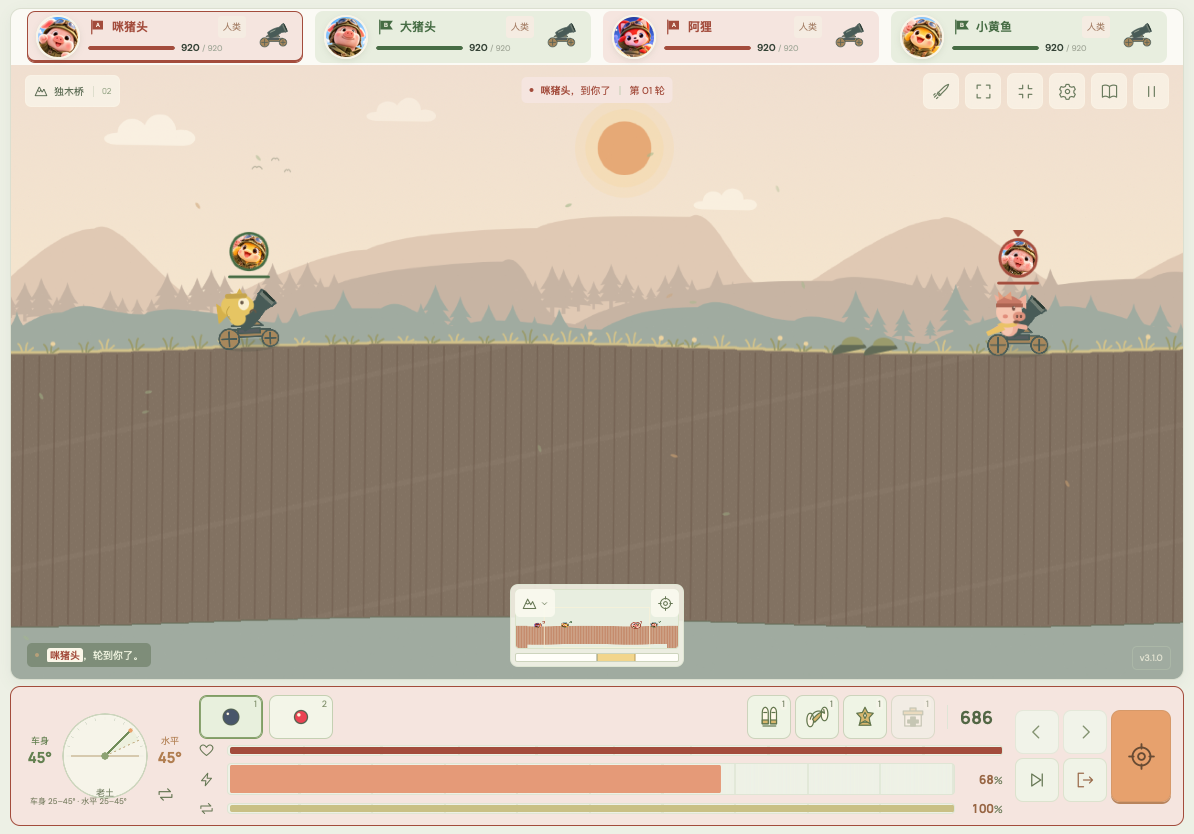 A 咪猪头 人类
920 / 920
B 大猪头 人类
920 / 920
A 阿狸 人类
920 / 920
B 小黄鱼 人类
920 / 920
独木桥 02
咪猪头，到你了 第 01 轮
咪猪头，轮到你了。
v3.1.0
车身
45°
水平
45°
老土
车身 25–45° · 水平 25–45°
1
2
1
1
1
1
686
68%
100%